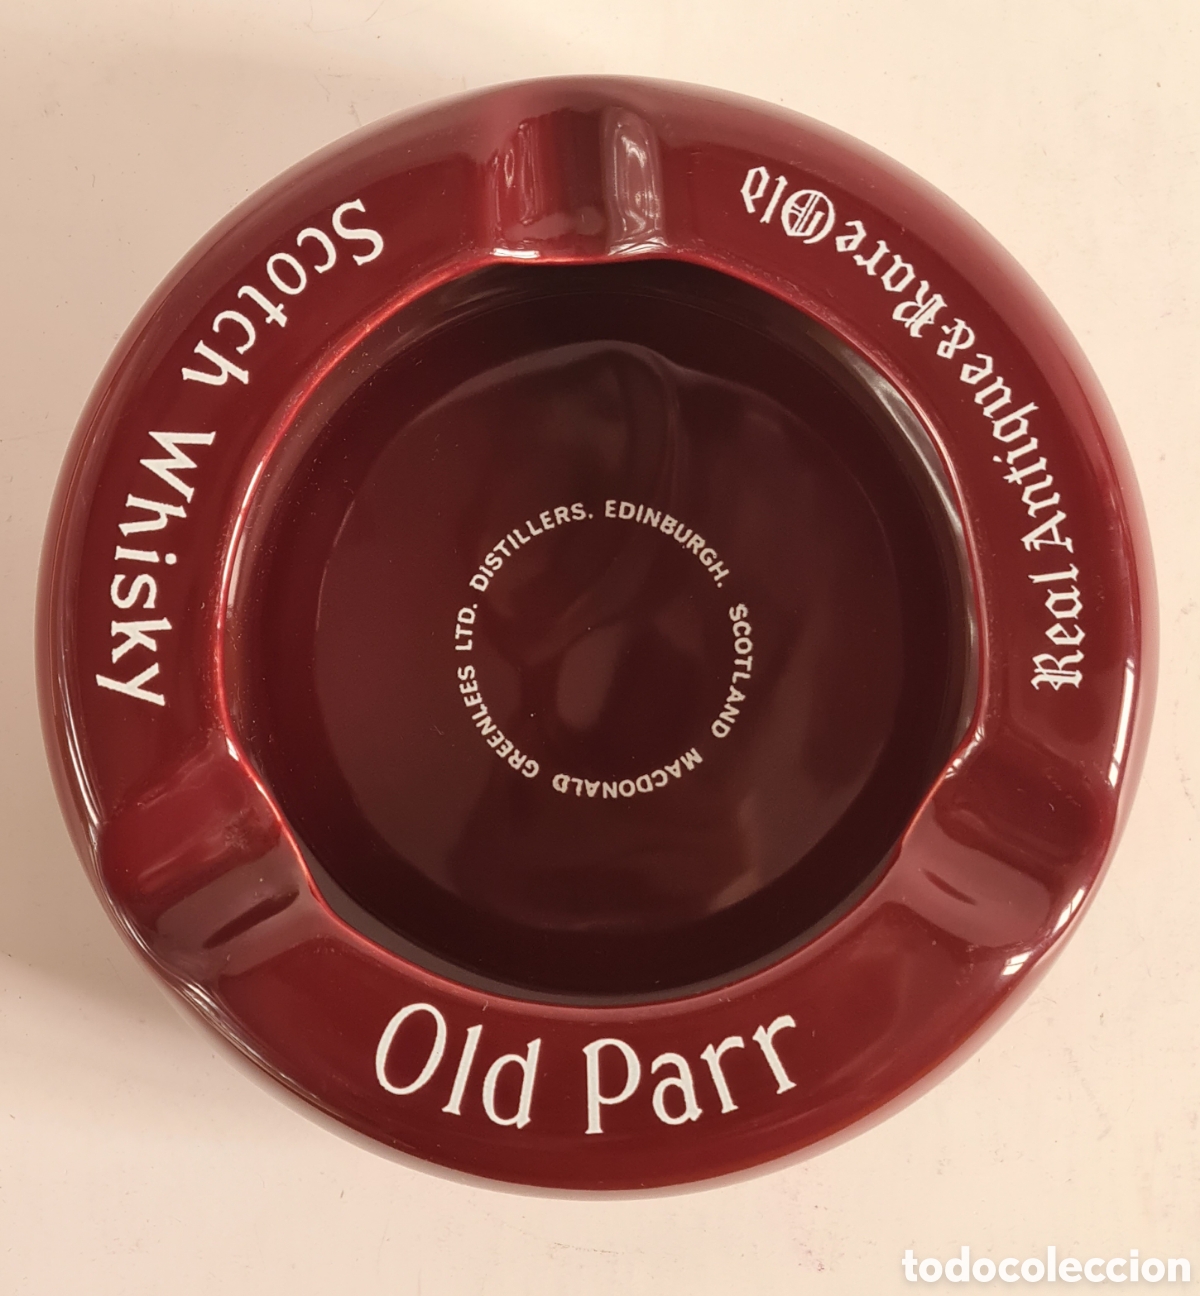 Old Parr
Real Antique & Rare Old
Scotch Whisky
MACDONALD GREENLEES LTD. DISTILLERS. EDINBURGH. SCOTLAND
todocoleccion